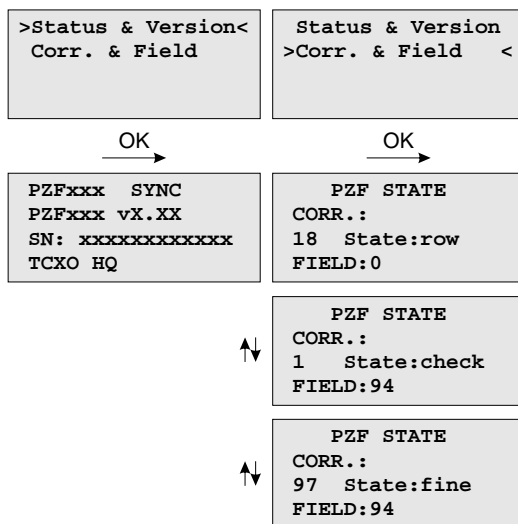 >Status & Version<
Corr. & Field
OK
PZFxxx SYNC
PZFxxx vX.XX
SN: xxxxxxxxxxxx
TCXO HQ
Status & Version
>Corr. & Field <
OK
PZF STATE
CORR.:
18 State:row
FIELD:0
PZF STATE
CORR.:
1 State:check
FIELD:94
PZF STATE
CORR.:
97 State:fine
FIELD:94